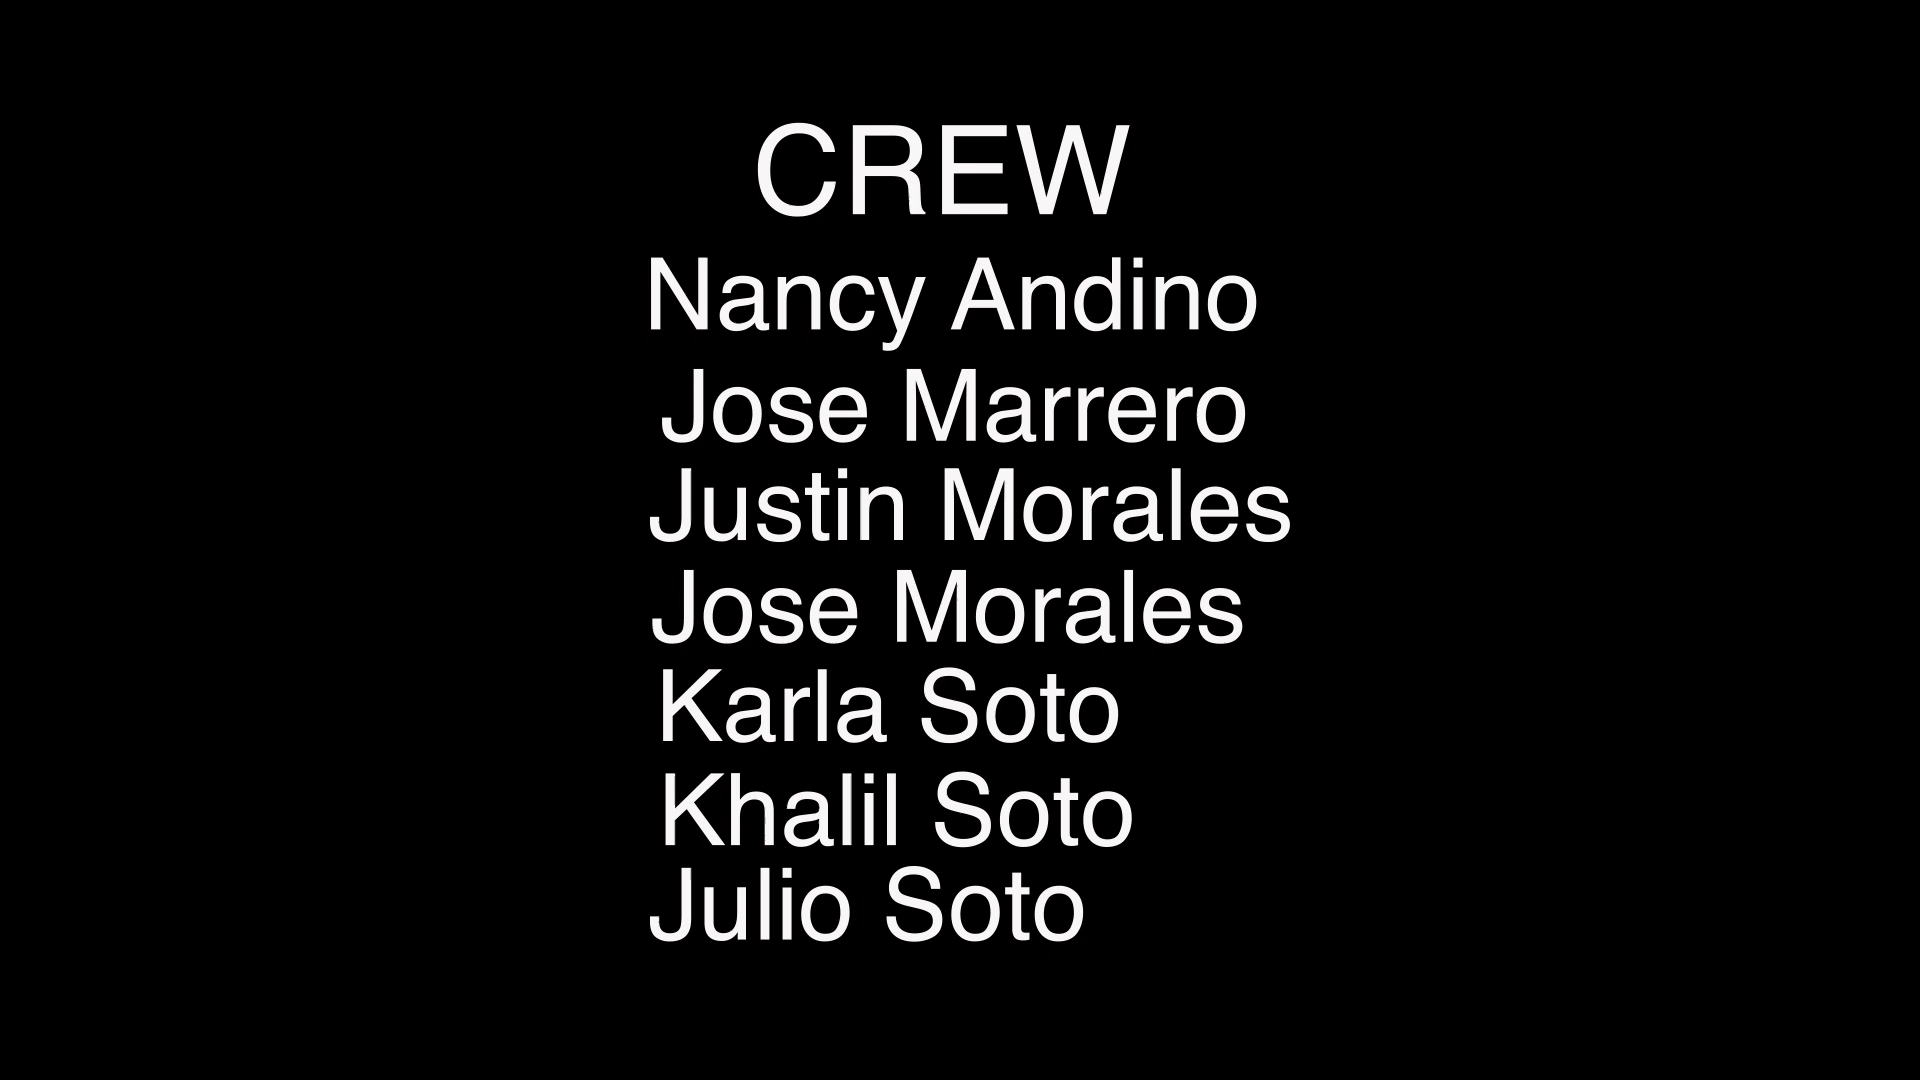 CREW
Nancy Andino
Jose Marrero
Justin Morales
Jose Morales
Karla Soto
Khalil Soto
Julio Soto